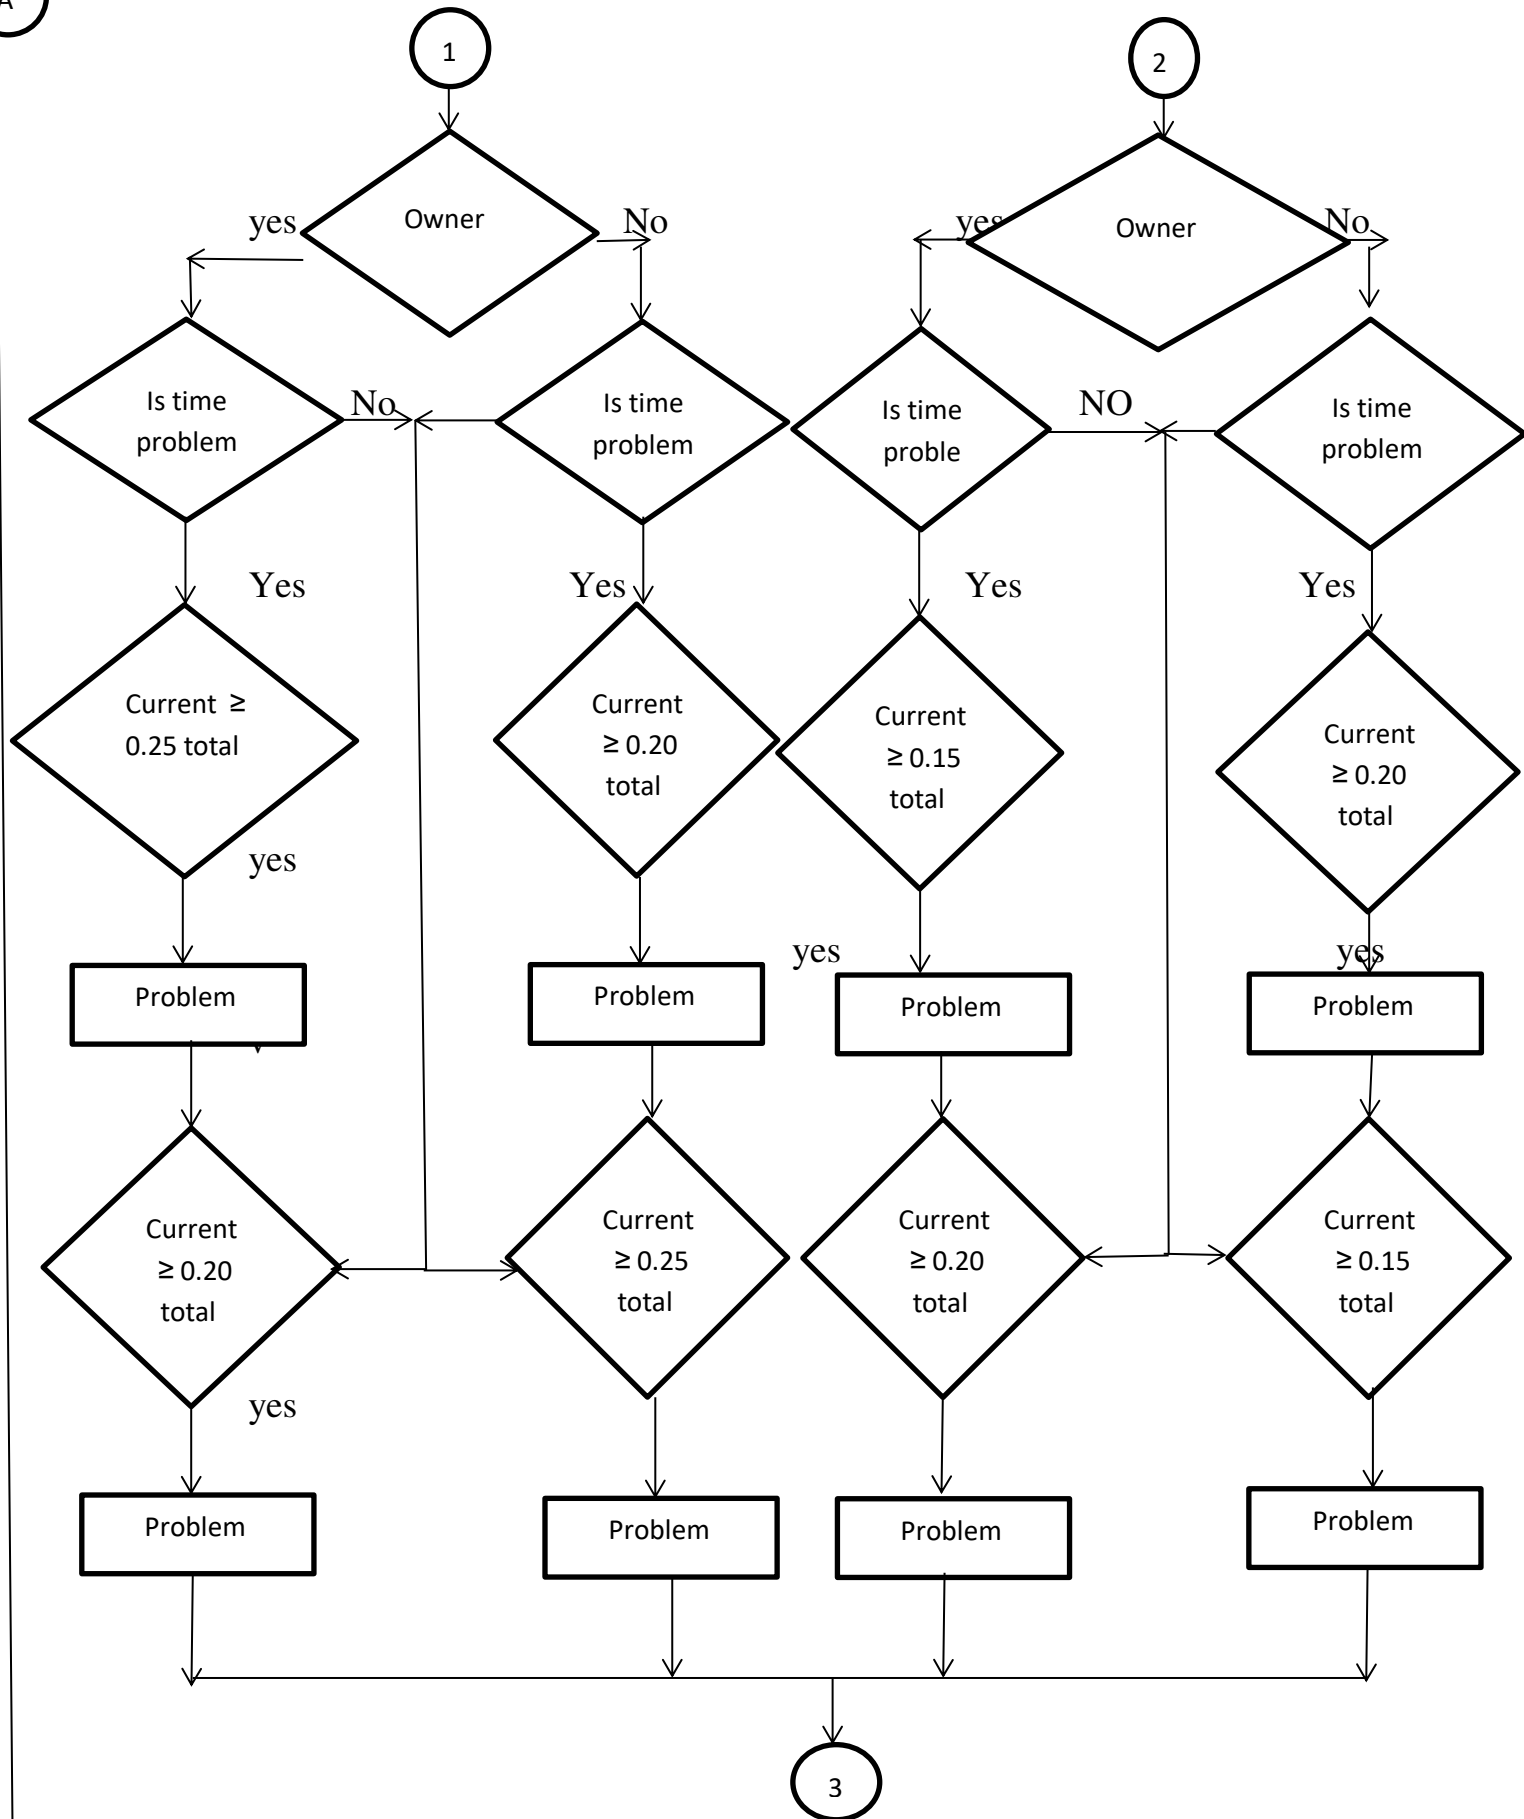 A
1
2
Owner
Owner
yes
No
yes
No
Is time
problem
Is time
problem
Is time
proble
Is time
problem
No
NO
Yes
Yes
Yes
Yes
Current ≥
0.25 total
Current
≥ 0.20
total
Current
≥ 0.15
total
Current
≥ 0.20
total
yes
yes
yes
Problem
Problem
Problem
Problem
Current
≥ 0.20
total
Current
≥ 0.25
total
Current
≥ 0.20
total
Current
≥ 0.15
total
yes
Problem
Problem
Problem
Problem
3